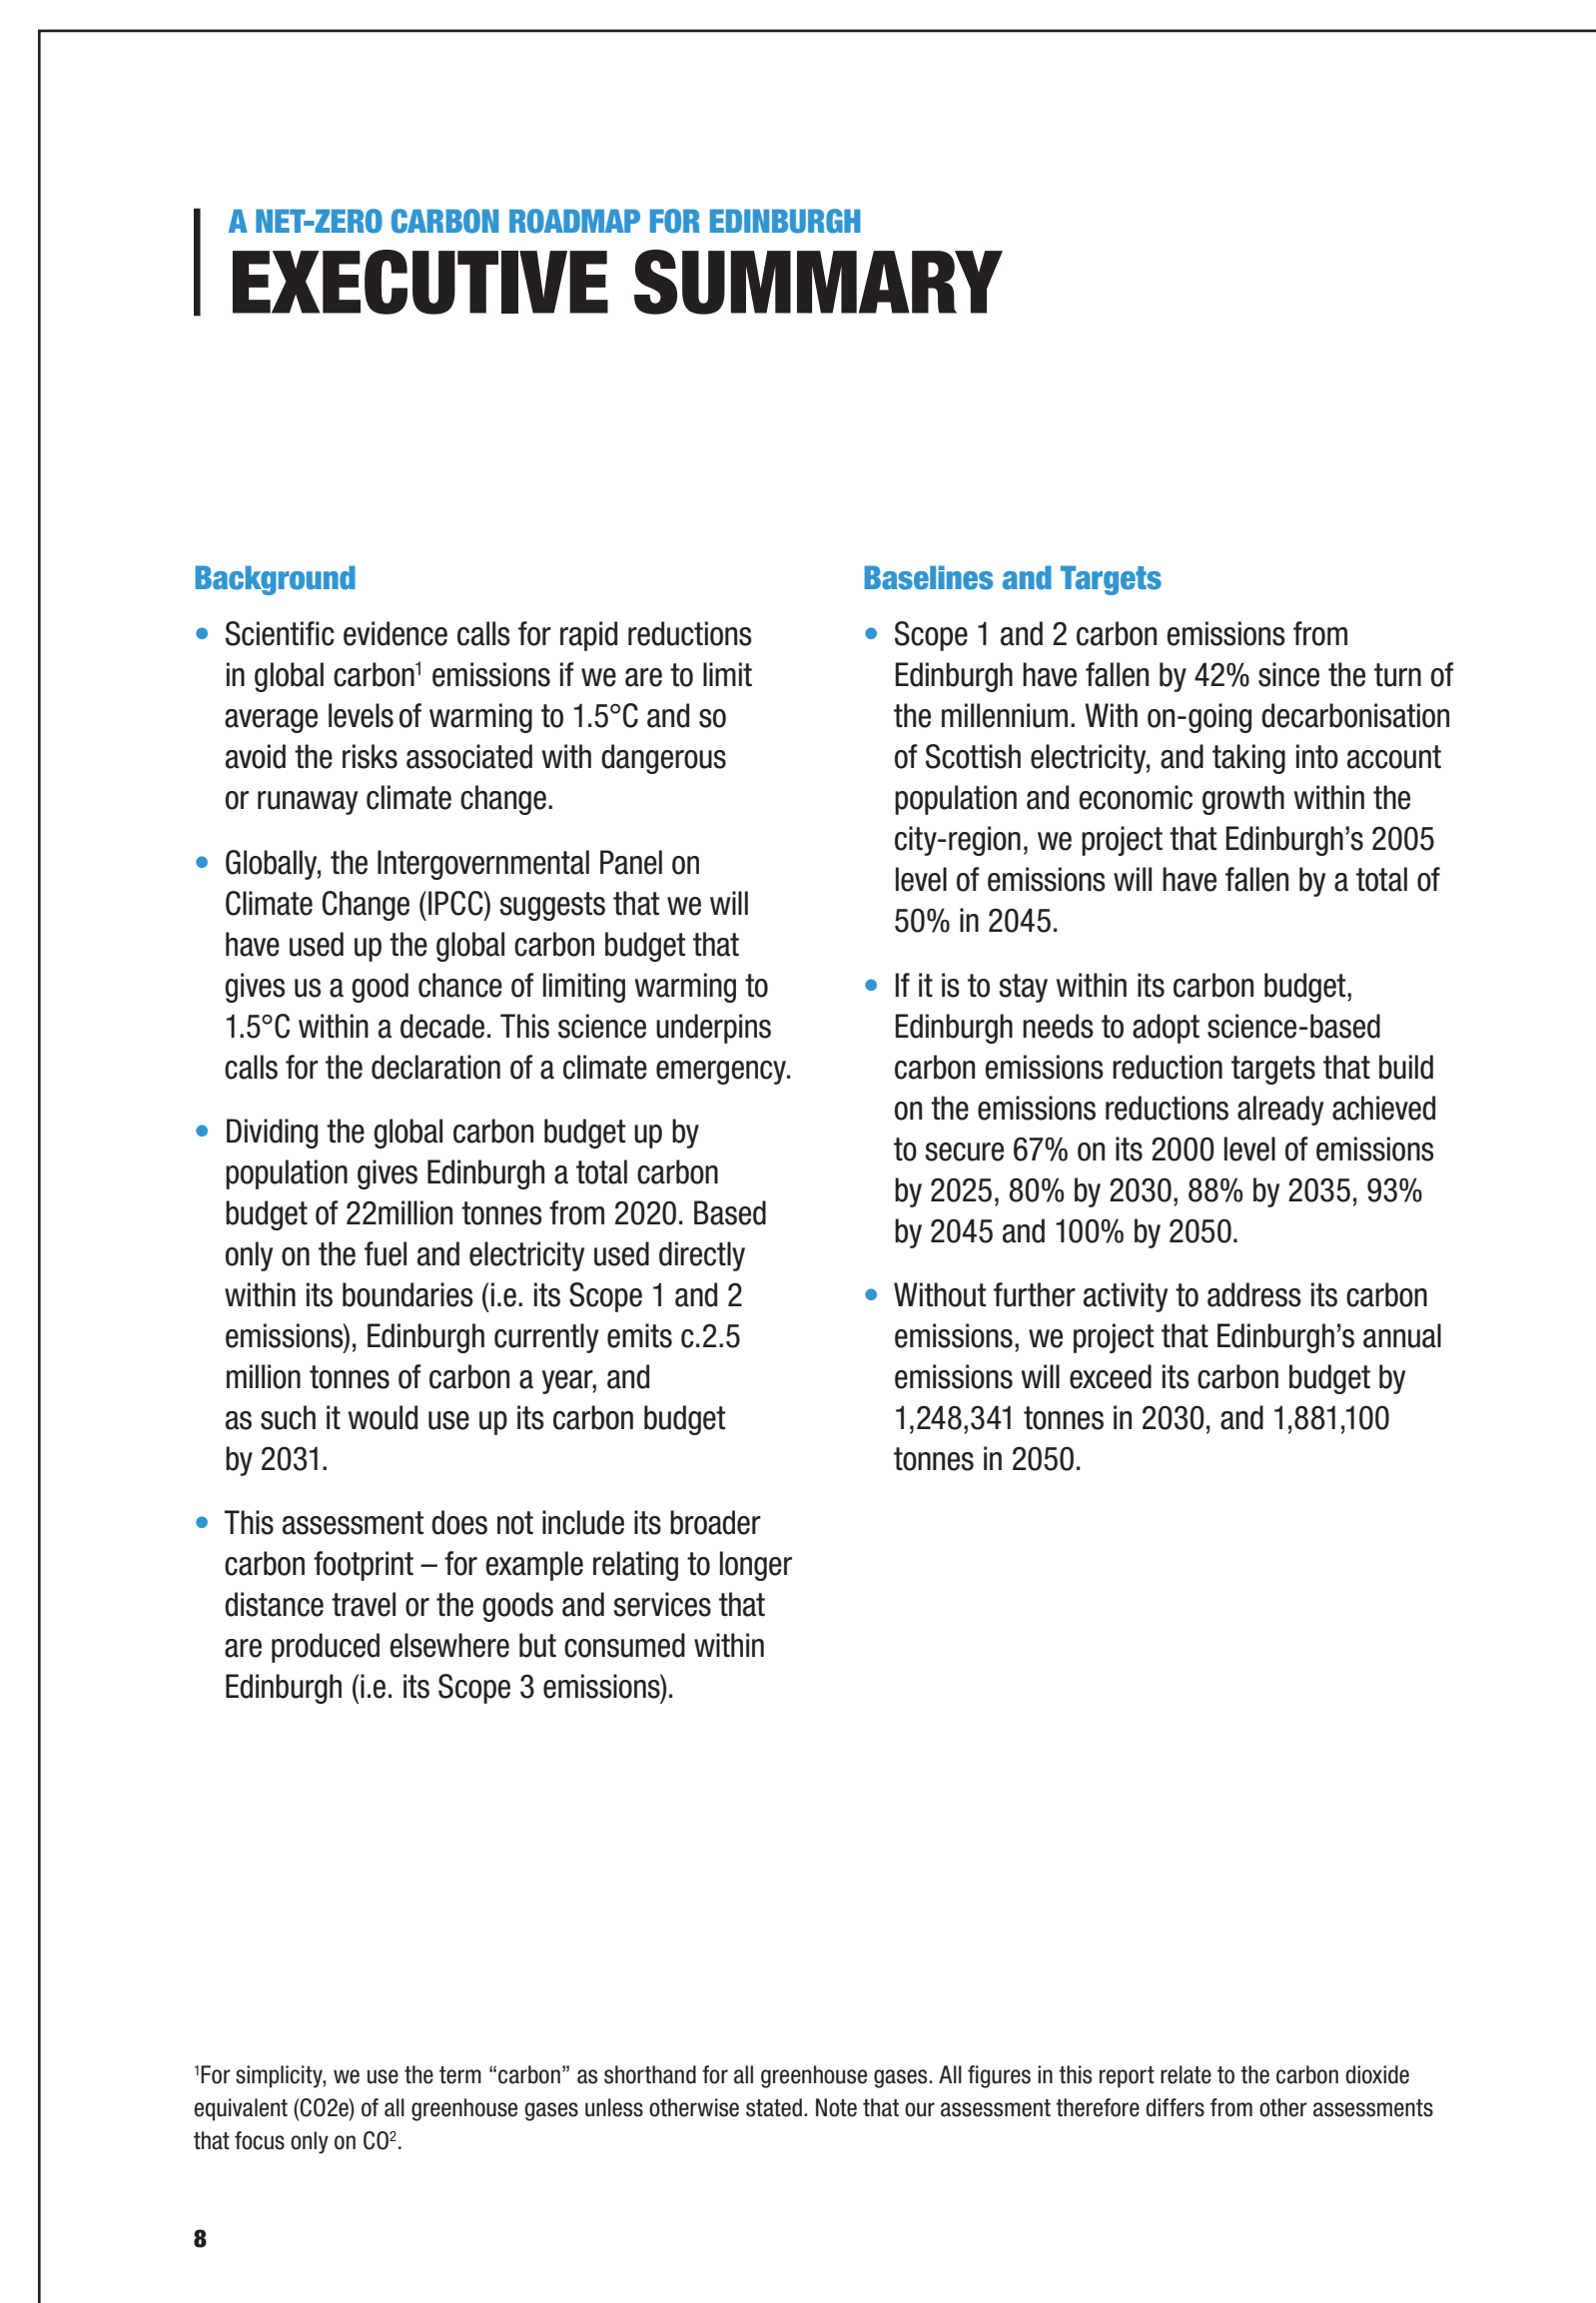 A NET-ZERO CARBON ROADMAP FOR EDINBURGH
EXECUTIVE SUMMARY
Background
• Scientific evidence calls for rapid reductions
in global carbon¹ emissions if we are to limit
average levels of warming to 1.5°C and so
avoid the risks associated with dangerous
or runaway climate change.
• Globally, the Intergovernmental Panel on
Climate Change (IPCC) suggests that we will
have used up the global carbon budget that
gives us a good chance of limiting warming to
1.5°C within a decade. This science underpins
calls for the declaration of a climate emergency.
• Dividing the global carbon budget up by
population gives Edinburgh a total carbon
budget of 22million tonnes from 2020. Based
only on the fuel and electricity used directly
within its boundaries (i.e. its Scope 1 and 2
emissions), Edinburgh currently emits c.2.5
million tonnes of carbon a year, and
as such it would use up its carbon budget
by 2031.
• This assessment does not include its broader
carbon footprint – for example relating to longer
distance travel or the goods and services that
are produced elsewhere but consumed within
Edinburgh (i.e. its Scope 3 emissions).
Baselines and Targets
• Scope 1 and 2 carbon emissions from
Edinburgh have fallen by 42% since the turn of
the millennium. With on-going decarbonisation
of Scottish electricity, and taking into account
population and economic growth within the
city-region, we project that Edinburgh’s 2005
level of emissions will have fallen by a total of
50% in 2045.
• If it is to stay within its carbon budget,
Edinburgh needs to adopt science-based
carbon emissions reduction targets that build
on the emissions reductions already achieved
to secure 67% on its 2000 level of emissions
by 2025, 80% by 2030, 88% by 2035, 93%
by 2045 and 100% by 2050.
• Without further activity to address its carbon
emissions, we project that Edinburgh’s annual
emissions will exceed its carbon budget by
1,248,341 tonnes in 2030, and 1,881,100
tonnes in 2050.
¹For simplicity, we use the term “carbon” as shorthand for all greenhouse gases. All figures in this report relate to the carbon dioxide
equivalent (CO2e) of all greenhouse gases unless otherwise stated. Note that our assessment therefore differs from other assessments
that focus only on CO².
8